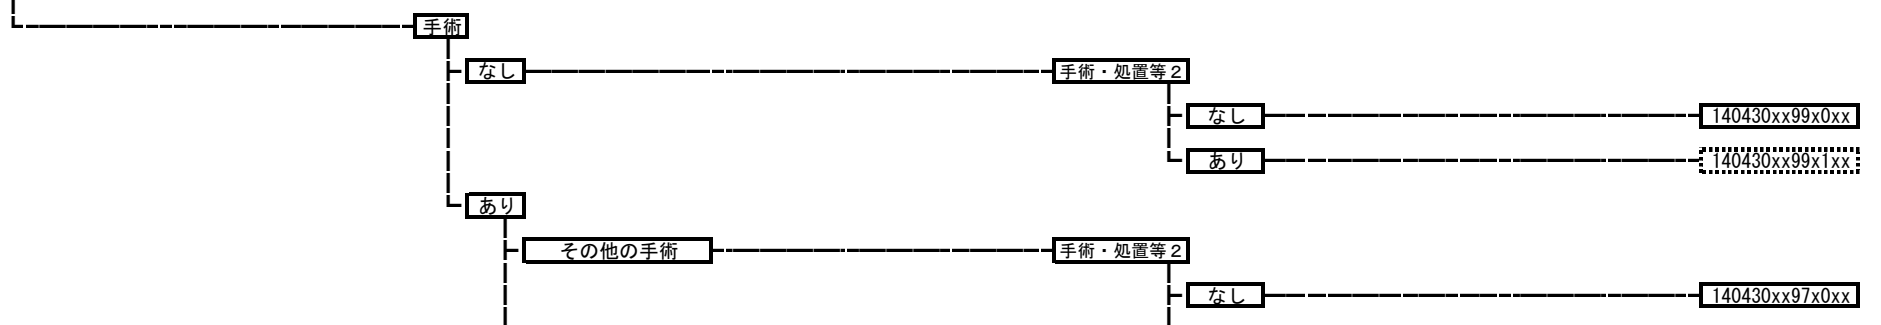 手術
なし 手術・処置等２
なし 140430xx99x0xx
あり 140430xx99x1xx
あり
その他の手術 手術・処置等２
なし 140430xx97x0xx